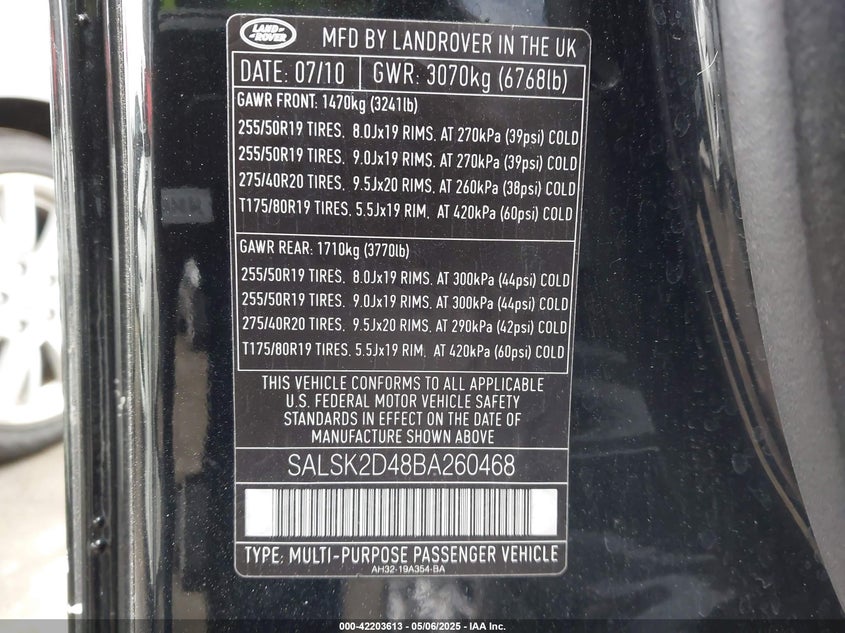 LAND ROVER
MFD BY LANDROVER IN THE UK
DATE: 07/10 GWR: 3070kg (6768lb)
GAWR FRONT: 1470kg (3241lb)
255/50R19 TIRES. 8.0Jx19 RIMS. AT 270kPa (39psi) COLD
255/50R19 TIRES. 9.0Jx19 RIMS. AT 270kPa (39psi) COLD
275/40R20 TIRES. 9.5Jx20 RIMS. AT 260kPa (38psi) COLD
T175/80R19 TIRES. 5.5Jx19 RIM. AT 420kPa (60psi) COLD
GAWR REAR: 1710kg (3770lb)
255/50R19 TIRES. 8.0Jx19 RIMS. AT 300kPa (44psi) COLD
255/50R19 TIRES. 9.0Jx19 RIMS. AT 300kPa (44psi) COLD
275/40R20 TIRES. 9.5Jx20 RIMS. AT 290kPa (42psi) COLD
T175/80R19 TIRES. 5.5Jx19 RIM. AT 420kPa (60psi) COLD
THIS VEHICLE CONFORMS TO ALL APPLICABLE
U.S. FEDERAL MOTOR VEHICLE SAFETY
STANDARDS IN EFFECT ON THE DATE OF
MANUFACTURE SHOWN ABOVE
SALSK2D48BA260468
TYPE: MULTI-PURPOSE PASSENGER VEHICLE
AH32-19A354-BA
000-42203613 - 05/06/2025 - IAA Inc.